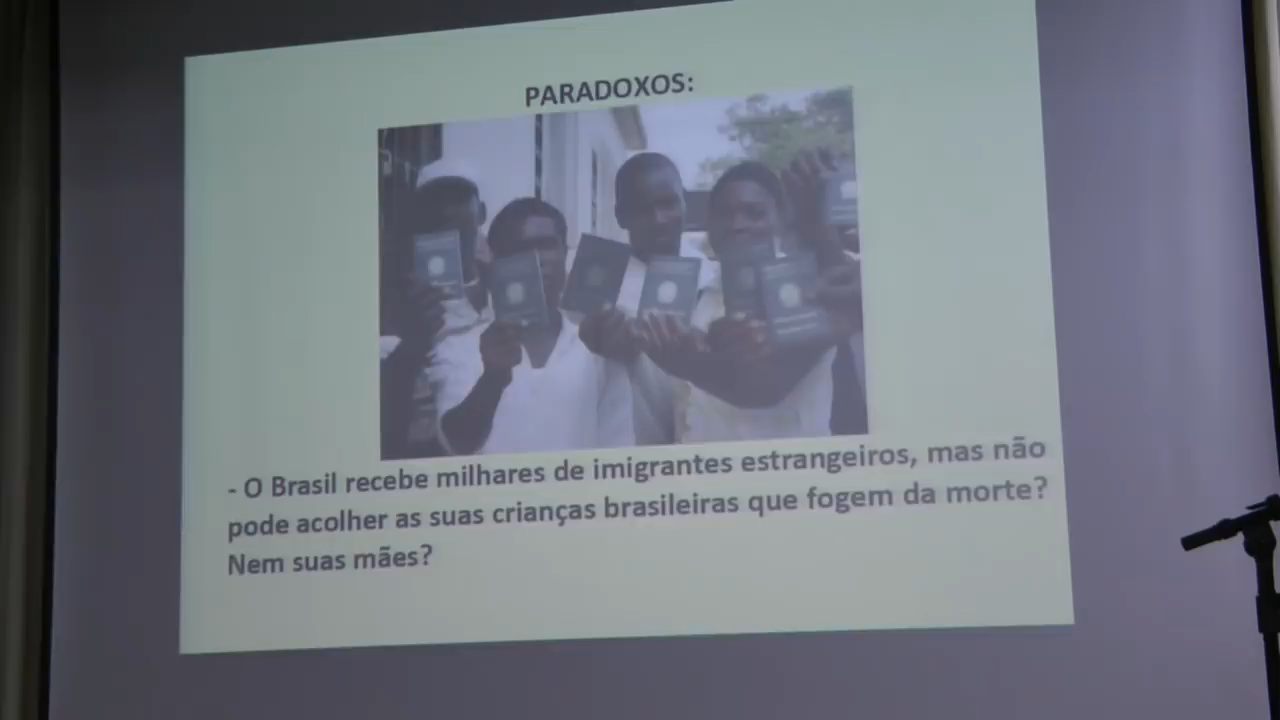 PARADOXOS:
- O Brasil recebe milhares de imigrantes estrangeiros, mas não
pode acolher as suas crianças brasileiras que fogem da morte?
Nem suas mães?